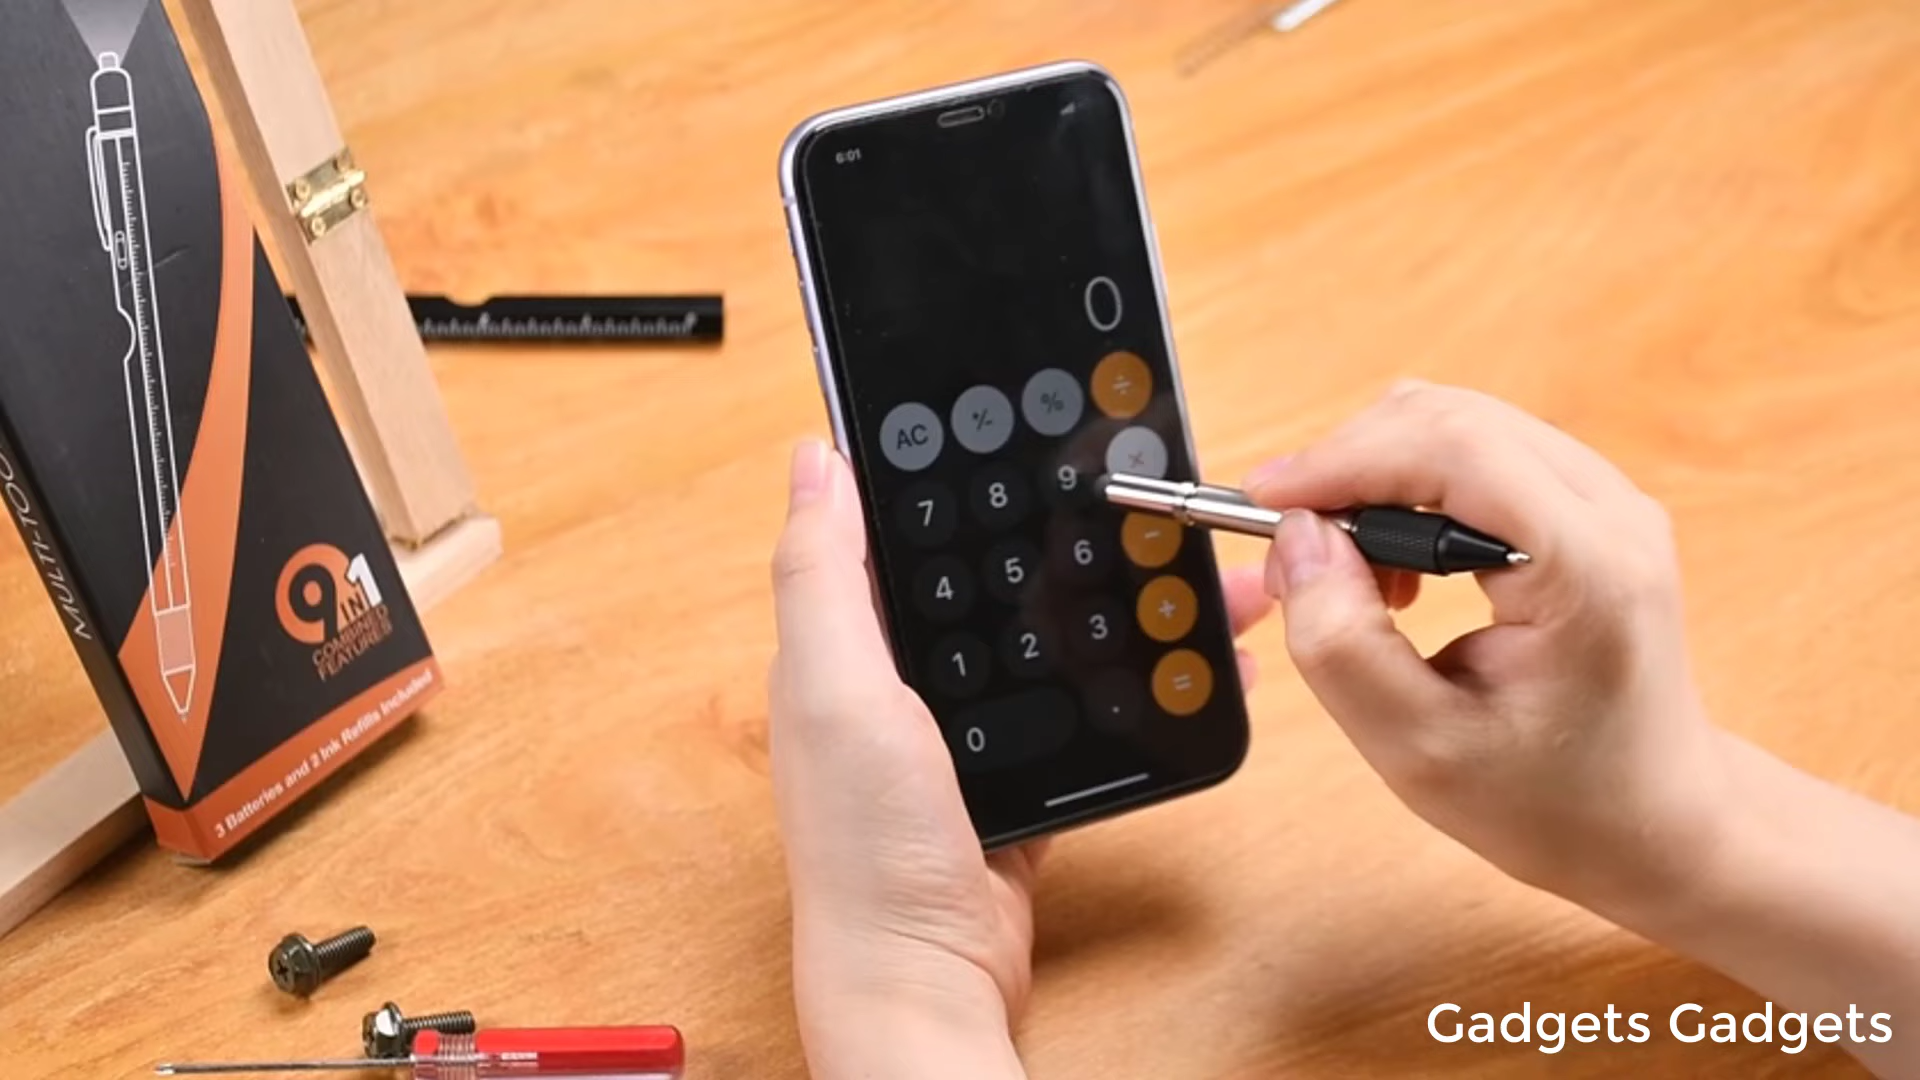 MULTI-TOO
9 IN 1
COMBINED
FEATURES
3 Batteries and 2 Ink Refills Included
6:01
0
AC +/- % ÷
7 8 9 ×
4 5 6 −
1 2 3 +
0 . =
Gadgets Gadgets